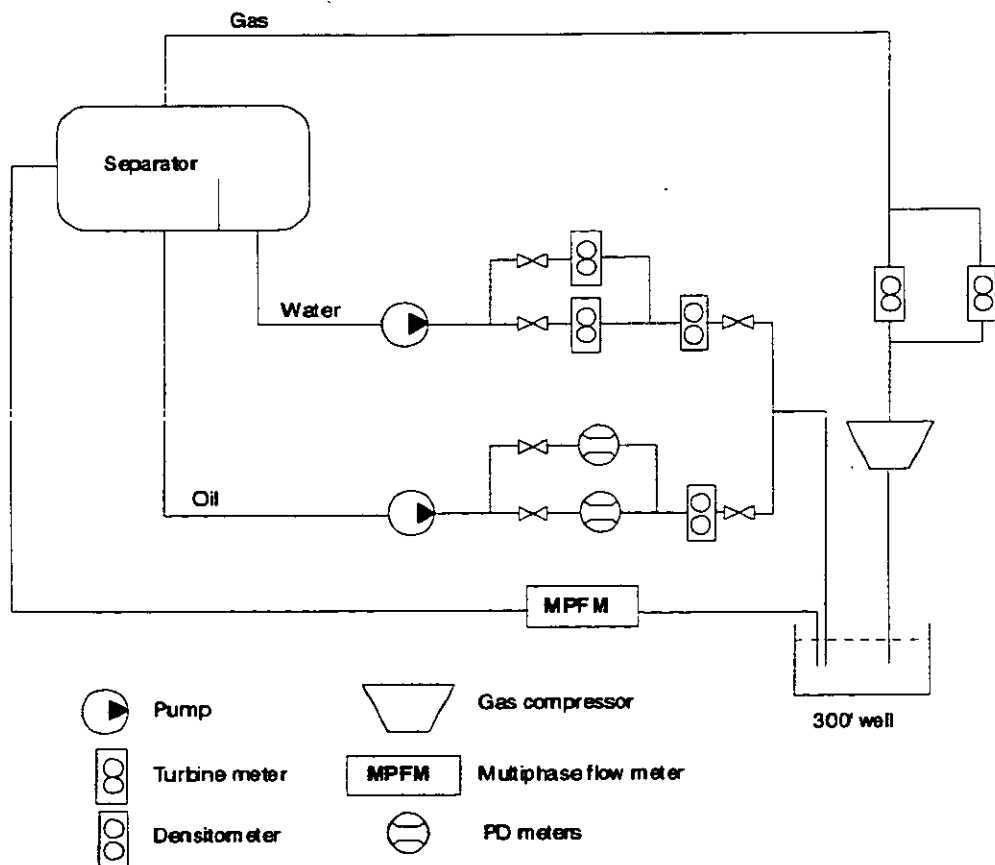 Gas
Separator
Water
Oil
MPFM
300' well
Pump
Gas compressor
Turbine meter
MPFM
Multiphase flow meter
Densitometer
PD meters